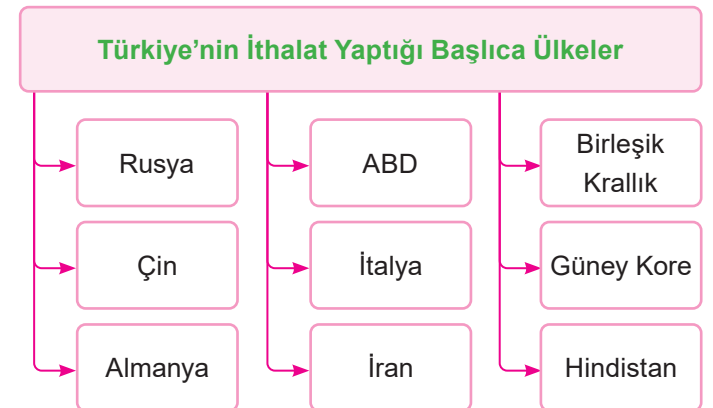 Türkiye’nin İthalat Yaptığı Başlıca Ülkeler
Rusya
Çin
Almanya
ABD
İtalya
İran
Birleşik
Krallık
Güney Kore
Hindistan